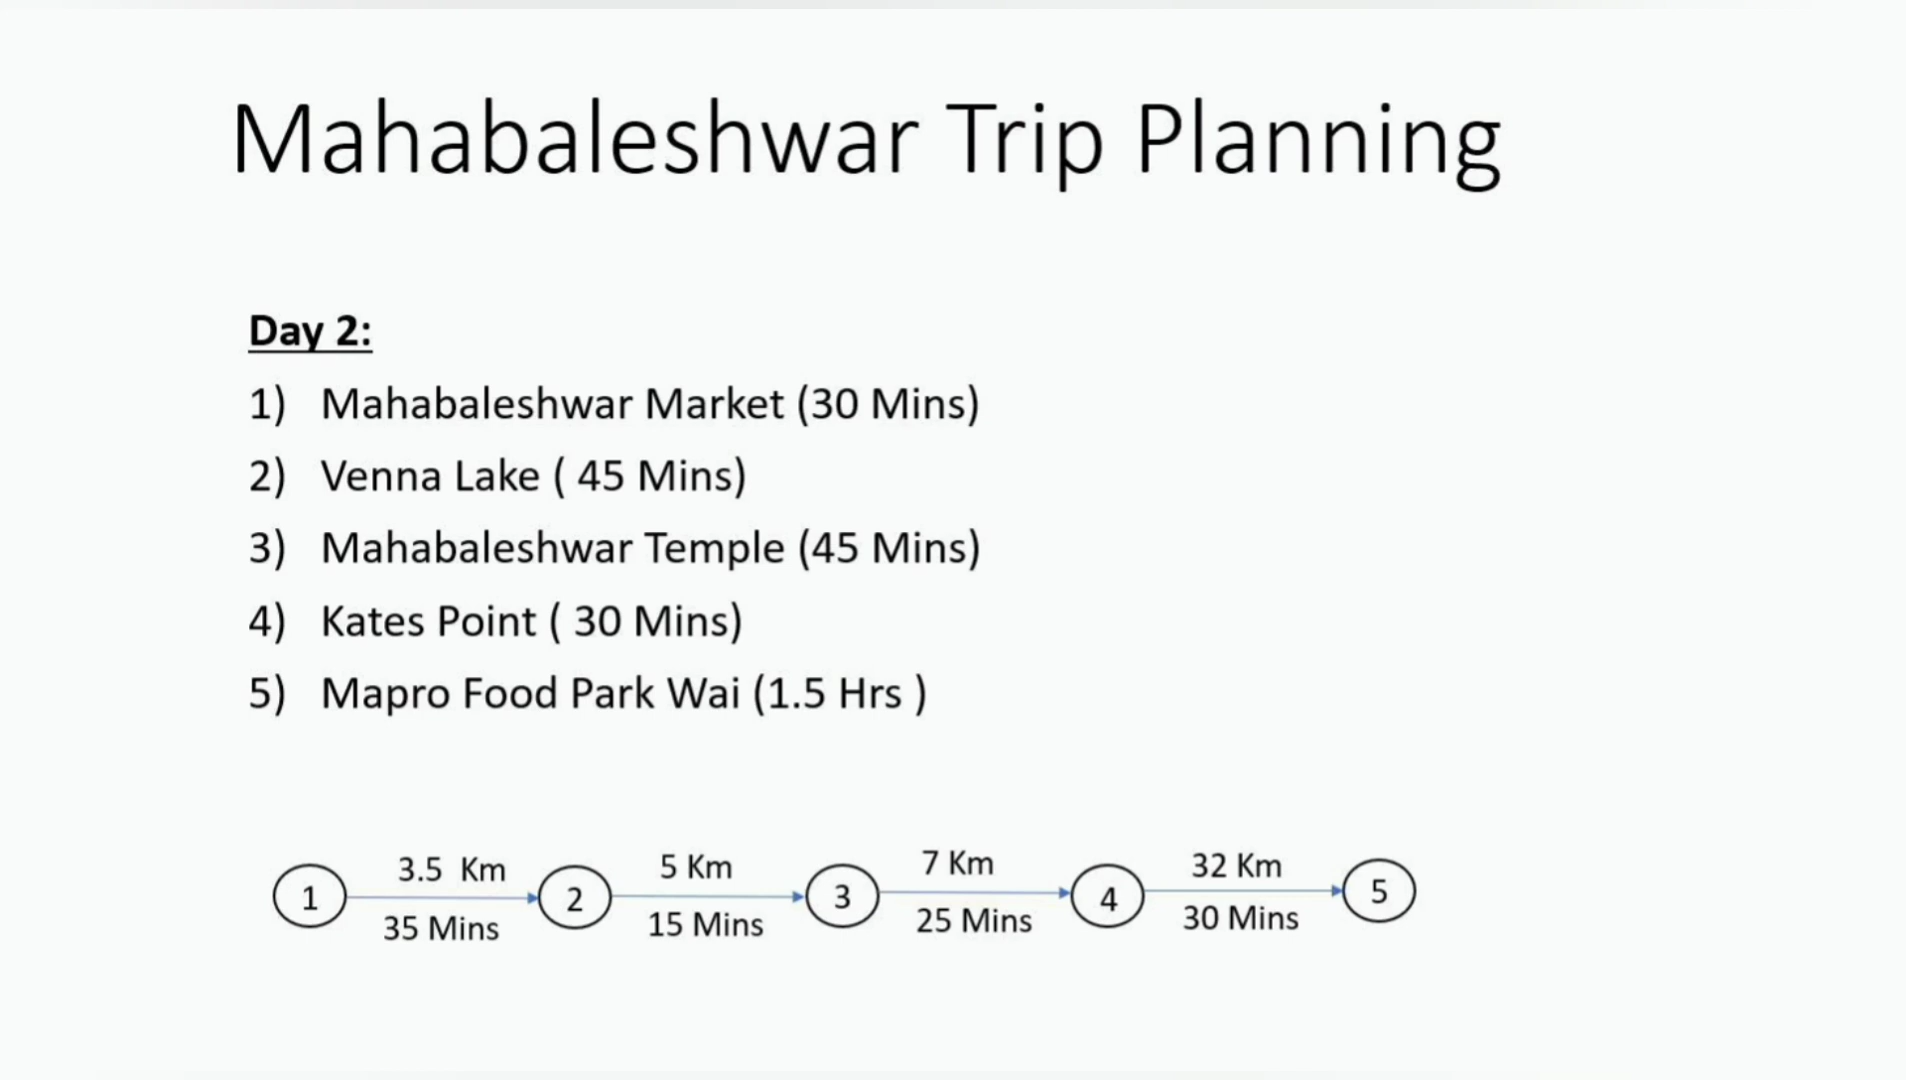 Mahabaleshwar Trip Planning
Day 2:
1) Mahabaleshwar Market (30 Mins)
2) Venna Lake ( 45 Mins)
3) Mahabaleshwar Temple (45 Mins)
4) Kates Point ( 30 Mins)
5) Mapro Food Park Wai (1.5 Hrs )
3.5 Km 5 Km 7 Km 32 Km
1 2 3 4 5
35 Mins 15 Mins 25 Mins 30 Mins